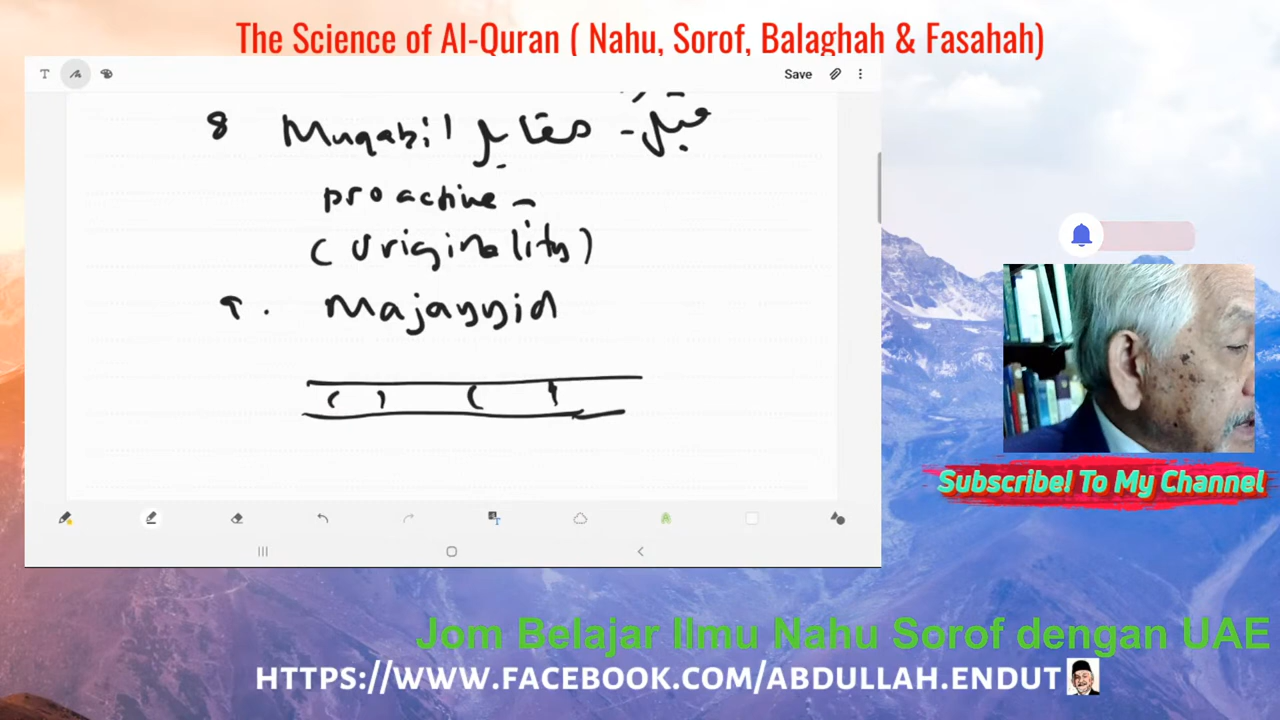 The Science of Al-Quran ( Nahu, Sorof, Balaghah & Fasahah)
T
Save
8 Muqabil مقابل - قبل
proactive -
(Originality)
9. Majayyid
Subscribe! To My Channel
Jom Belajar Ilmu Nahu Sorof dengan UAE
HTTPS://WWW.FACEBOOK.COM/ABDULLAH.ENDUT